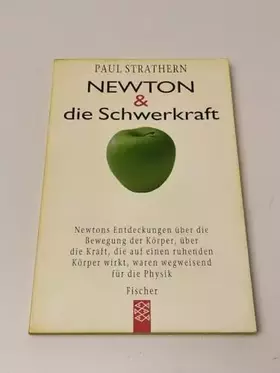 PAUL STRATHERN
NEWTON
&
die Schwerkraft
Newtons Entdeckungen über die
Bewegung der Körper, über
die Kraft, die auf einen ruhenden
Körper wirkt, waren wegweisend
für die Physik
Fischer